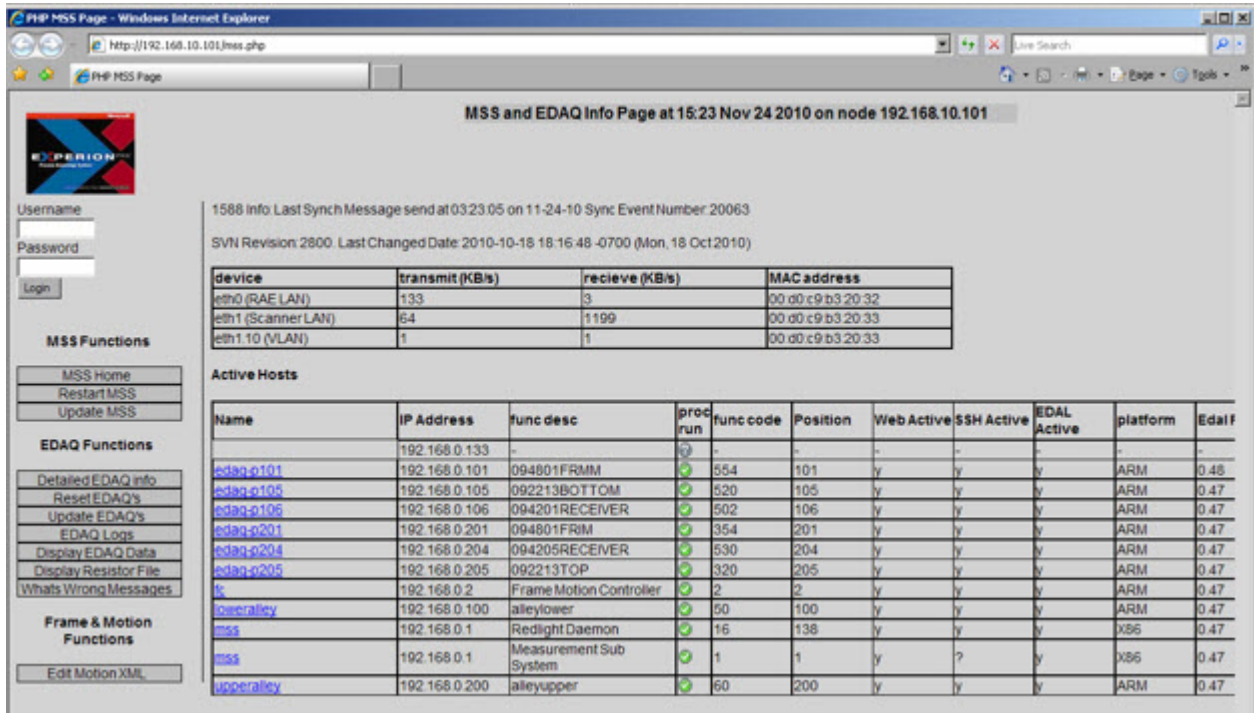 PHP MSS Page - Windows Internet Explorer
http://192.168.10.101/mss.php
Live Search
PHP MSS Page
Page
Tools
MSS and EDAQ Info Page at 15:23 Nov 24 2010 on node 192.168.10.101
EXPERION
Username
Password
Login
1588 Info: Last Synch Message send at 03:23:05 on 11-24-10 Sync Event Number: 20063
SVN Revision: 2800. Last Changed Date: 2010-10-18 18:16:48 -0700 (Mon, 18 Oct 2010)
device transmit (KB/s) recieve (KB/s) MAC address
eth0 (RAE LAN) 133 3 00:d0:c9:b3:20:32
eth1 (Scanner LAN) 64 1199 00:d0:c9:b3:20:33
eth1.10 (VLAN) 1 1 00:d0:c9:b3:20:33
MSS Functions
MSS Home
Restart MSS
Update MSS
EDAQ Functions
Detailed EDAQ info
Reset EDAQ's
Update EDAQ's
EDAQ Logs
Display EDAQ Data
Display Resistor File
Whats Wrong Messages
Frame & Motion
Functions
Edit Motion XML
Active Hosts
Name IP Address func desc proc run func code Position Web Active SSH Active EDAL Active platform Edal
192.168.0.133 - - - - - - - -
edaq-p101 192.168.0.101 094801FRMM 554 101 y y y ARM 0.48
edaq-p105 192.168.0.105 092213BOTTOM 520 105 y y y ARM 0.47
edaq-p106 192.168.0.106 094201RECEIVER 502 106 y y y ARM 0.47
edaq-p201 192.168.0.201 094801FRIM 354 201 y y y ARM 0.47
edaq-p204 192.168.0.204 094205RECEIVER 530 204 y y y ARM 0.47
edaq-p205 192.168.0.205 092213TOP 320 205 y y y ARM 0.47
fc 192.168.0.2 Frame Motion Controller 2 2 y y y ARM 0.47
loweralley 192.168.0.100 alleylower 50 100 y y y ARM 0.47
mss 192.168.0.1 Redlight Daemon 16 138 y y y X86 0.47
mss 192.168.0.1 Measurement Sub System 1 1 y ? y X86 0.47
upperalley 192.168.0.200 alleyupper 60 200 y y y ARM 0.47